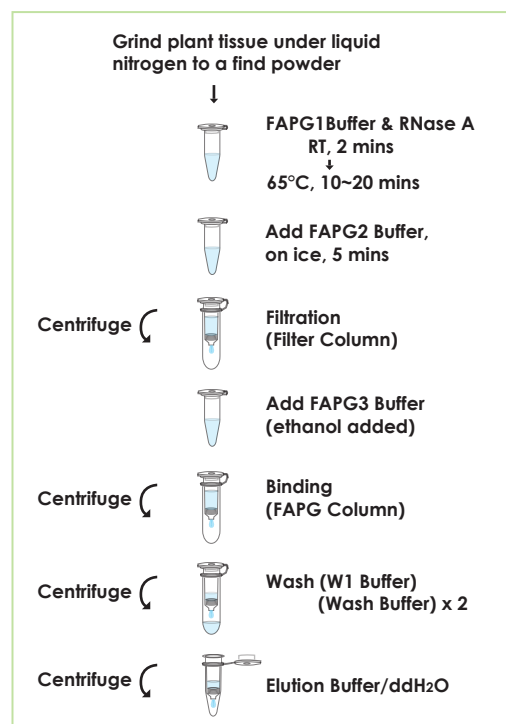 Grind plant tissue under liquid
nitrogen to a find powder
FAPG1Buffer & RNase A
RT, 2 mins
65°C, 10~20 mins
Add FAPG2 Buffer,
on ice, 5 mins
Centrifuge
Filtration
(Filter Column)
Add FAPG3 Buffer
(ethanol added)
Centrifuge
Binding
(FAPG Column)
Centrifuge
Wash (W1 Buffer)
(Wash Buffer) x 2
Centrifuge
Elution Buffer/ddH₂O